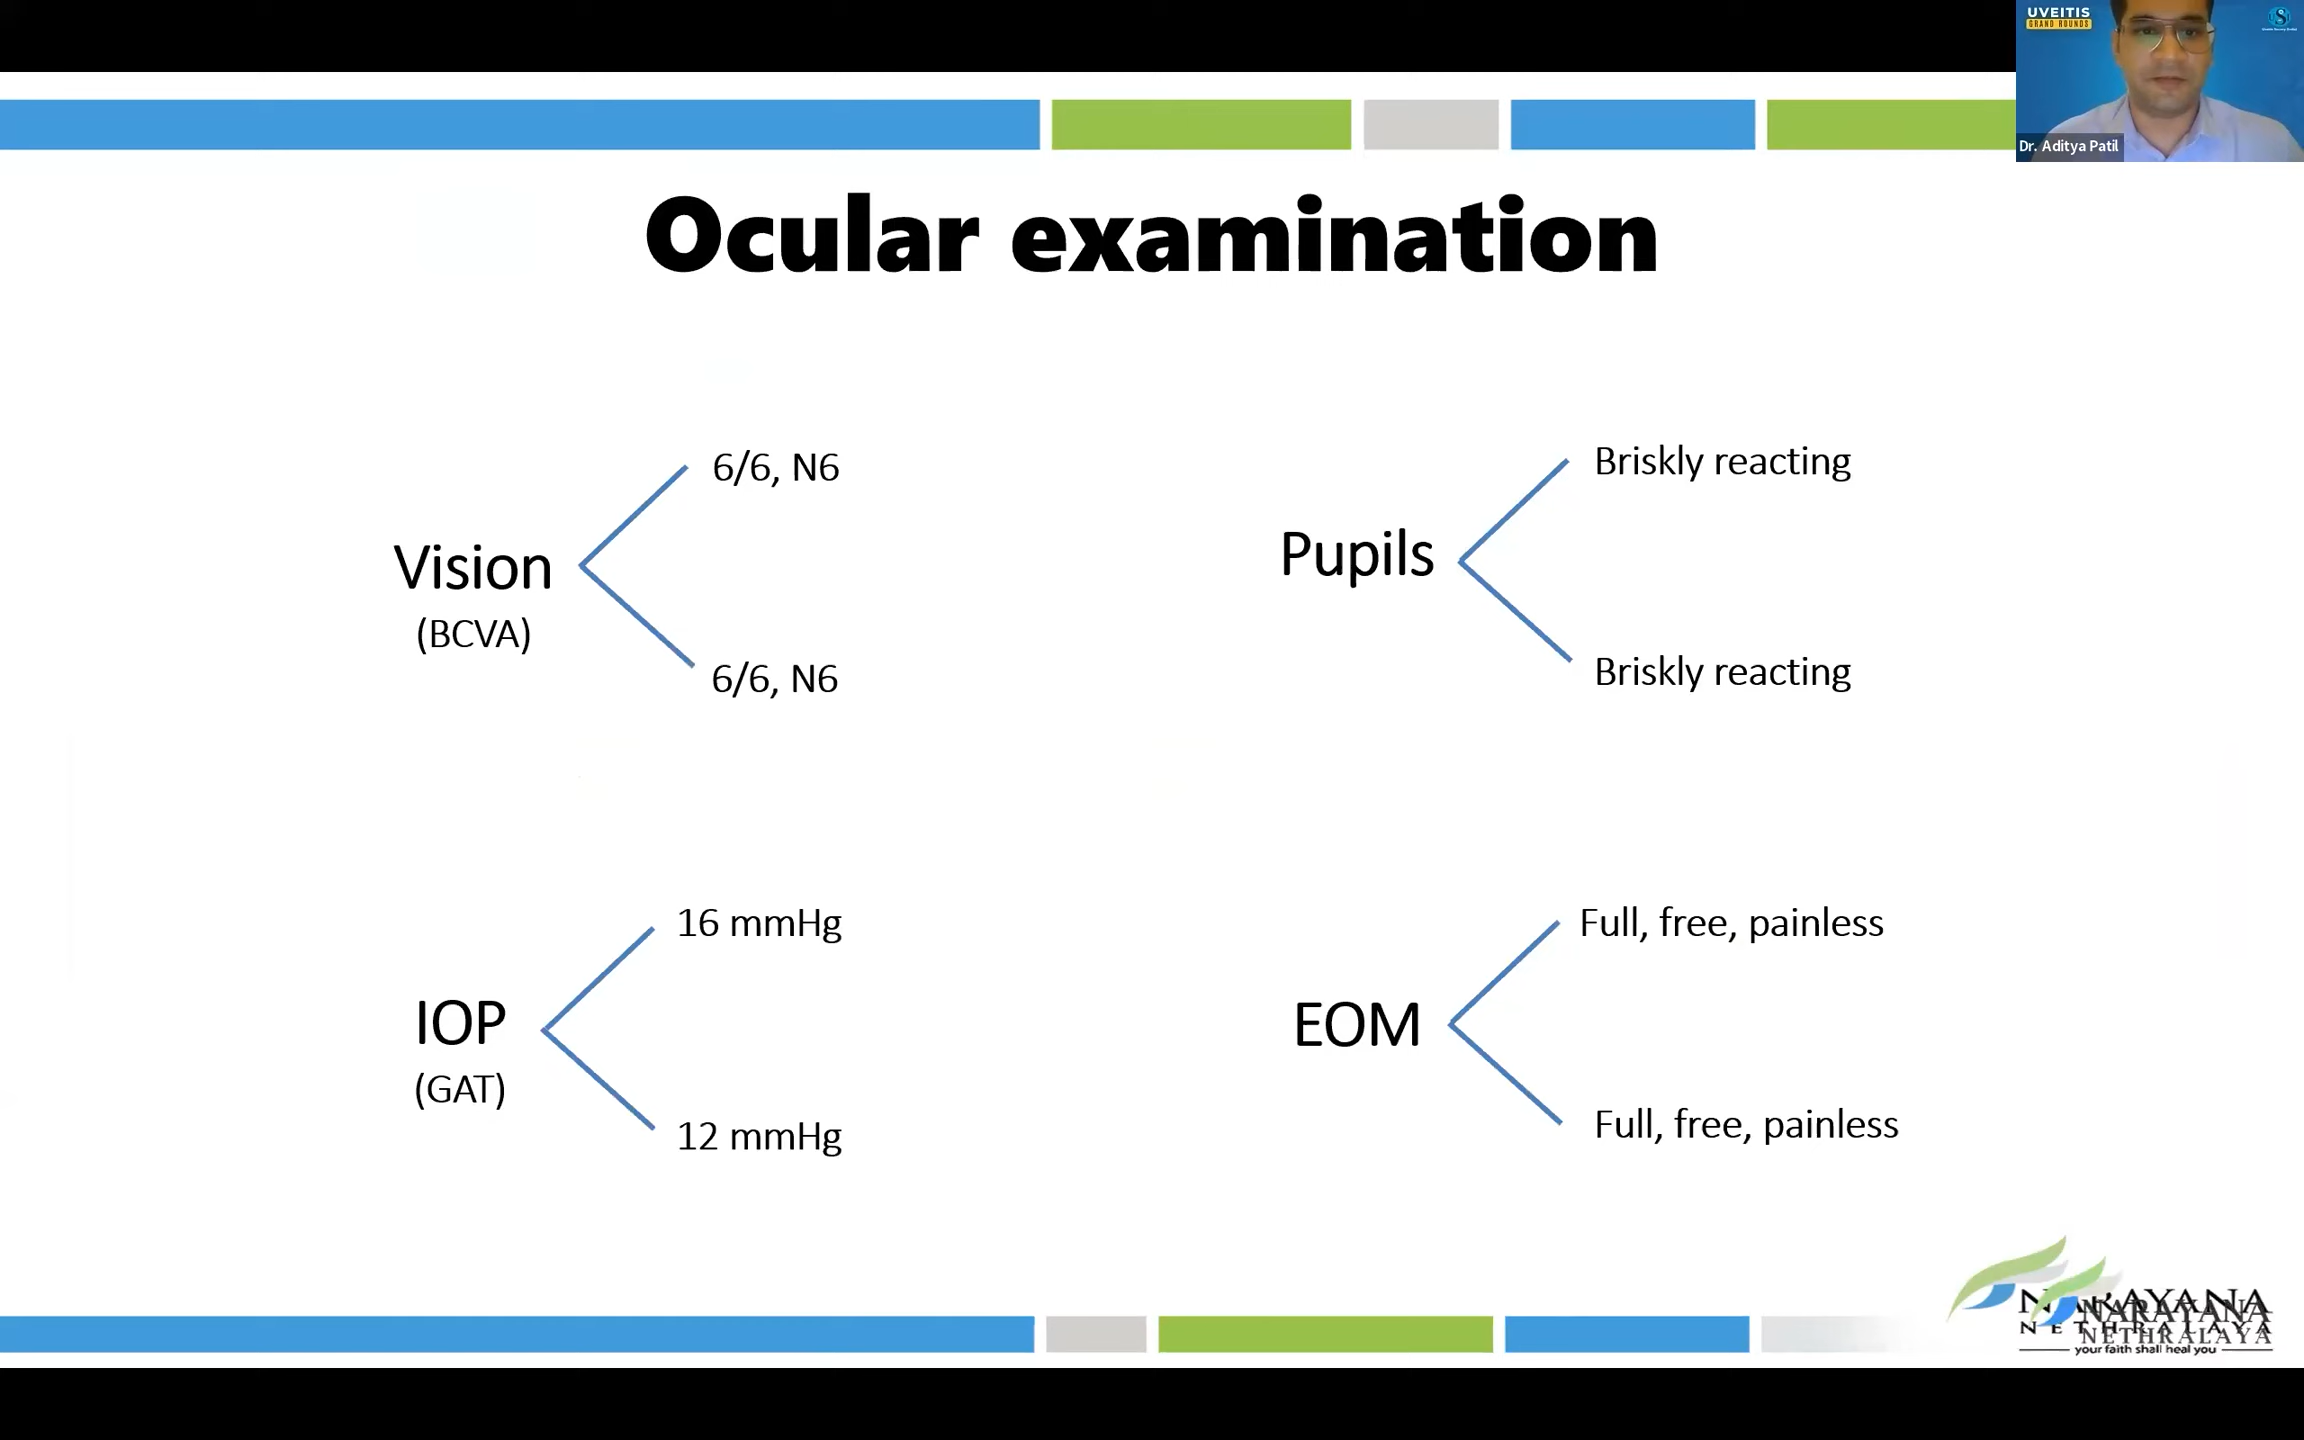 UVEITIS
GRAND ROUNDS
Dr. Aditya Patil
Ocular examination
6/6, N6
Vision
(BCVA)
6/6, N6
Briskly reacting
Pupils
Briskly reacting
16 mmHg
IOP
(GAT)
12 mmHg
Full, free, painless
EOM
Full, free, painless
NARAYANA
NARAYANA
NETHRALAYA
NETHRALAYA
your faith shall heal you